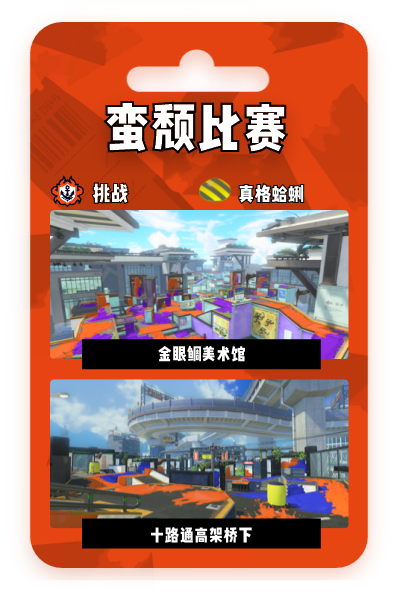 蛮颓比赛
挑战 真格蛤蜊
金眼鲷美术馆
十路通高架桥下